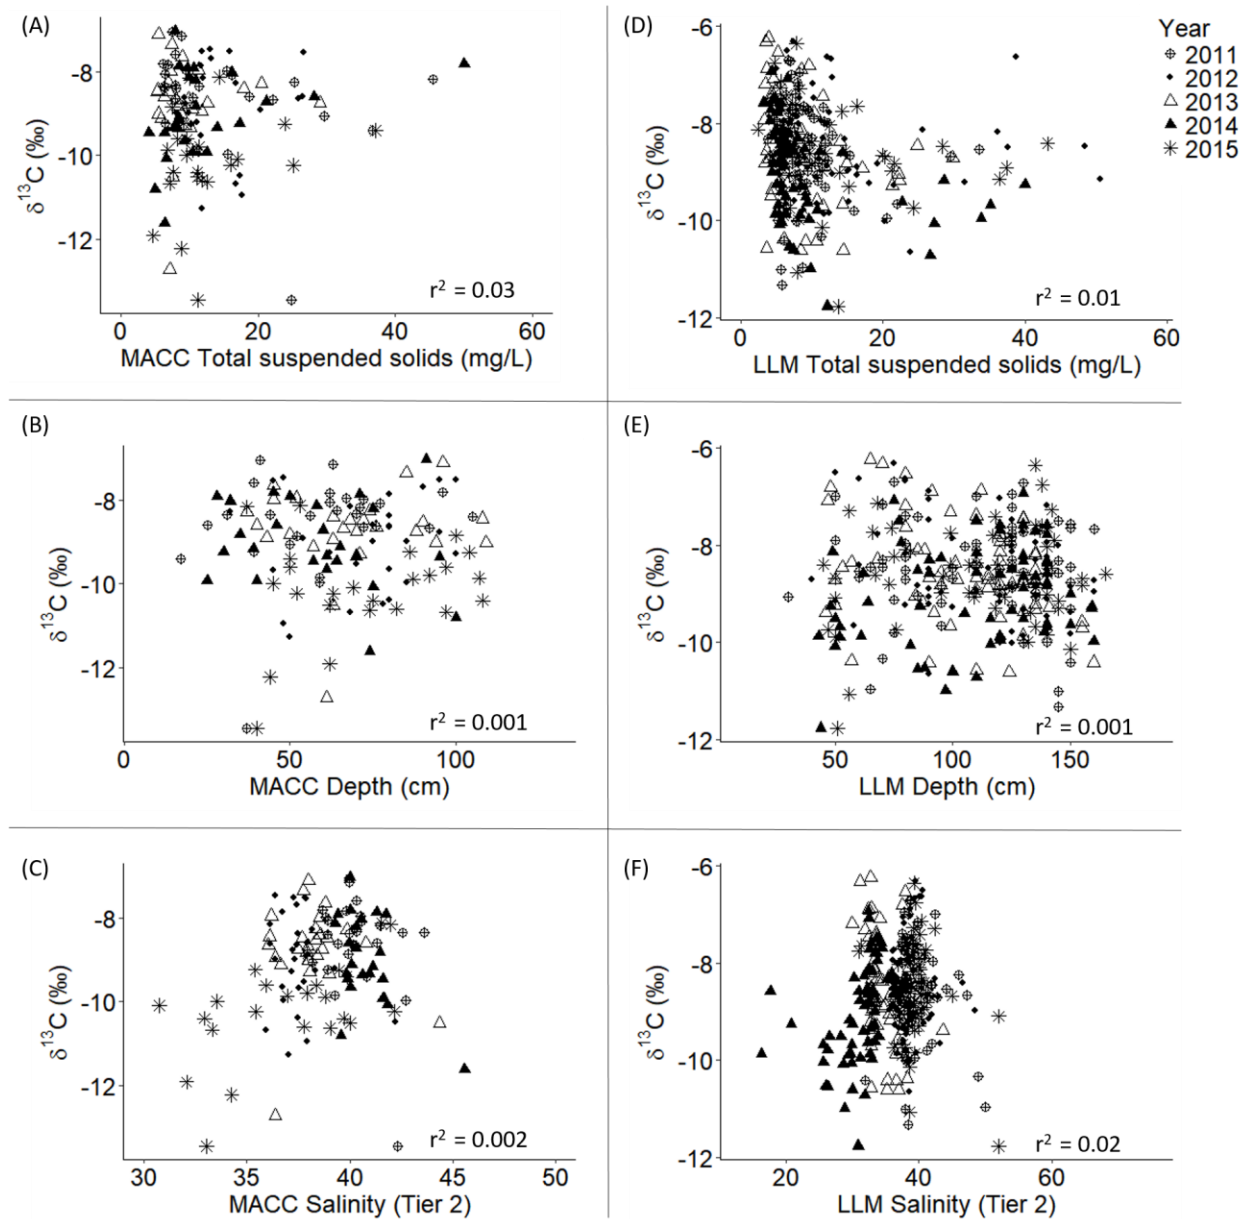 (A)
-8
-10
-12
δ¹³C (‰)
r² = 0.03
0 20 40 60
MACC Total suspended solids (mg/L)
(D)
-6
-8
-10
-12
δ¹³C (‰)
r² = 0.01
0 20 40 60
LLM Total suspended solids (mg/L)
Year
2011
2012
2013
2014
2015
(B)
-8
-10
-12
δ¹³C (‰)
r² = 0.001
0 50 100
MACC Depth (cm)
(E)
-6
-8
-10
-12
δ¹³C (‰)
r² = 0.001
50 100 150
LLM Depth (cm)
(C)
-8
-10
-12
δ¹³C (‰)
r² = 0.002
30 35 40 45 50
MACC Salinity (Tier 2)
(F)
-6
-8
-10
-12
δ¹³C (‰)
r² = 0.02
20 40 60
LLM Salinity (Tier 2)